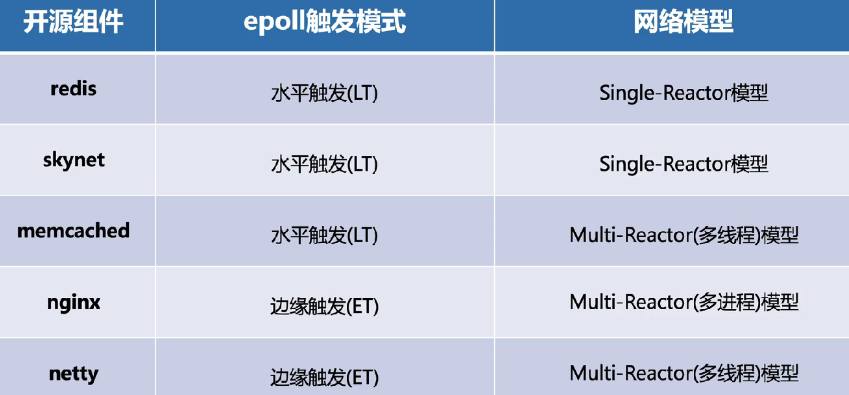 开源组件 epoll触发模式 网络模型
redis 水平触发(LT) Single-Reactor模型
skynet 水平触发(LT) Single-Reactor模型
memcached 水平触发(LT) Multi-Reactor(多线程)模型
nginx 边缘触发(ET) Multi-Reactor(多进程)模型
netty 边缘触发(ET) Multi-Reactor(多线程)模型